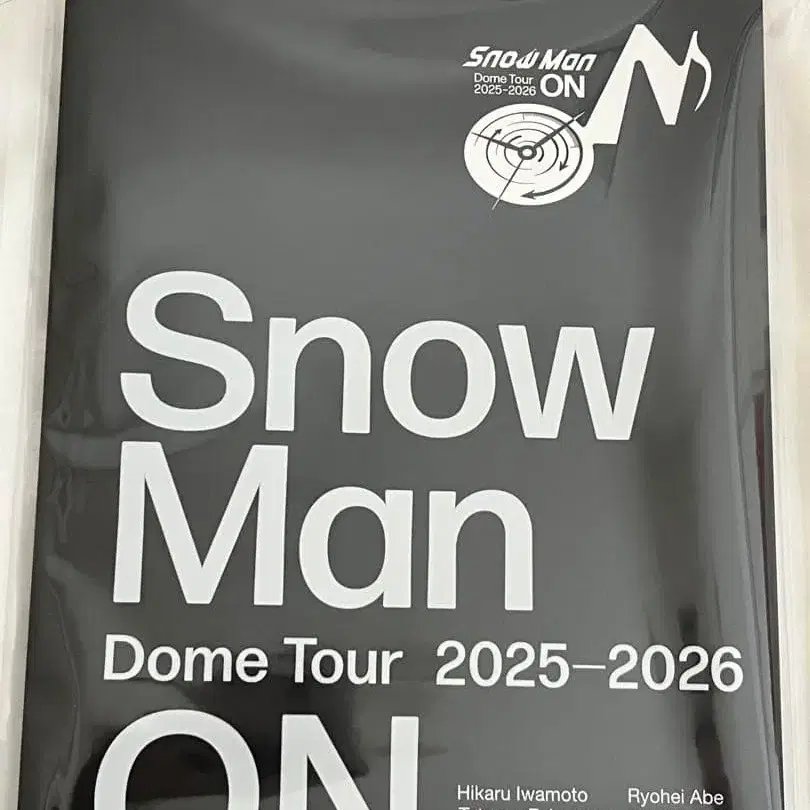 Snow Man
Dome Tour
2025-2026 ON
Snow
Man
Dome Tour 2025–2026
ON
Hikaru Iwamoto Ryohei Abe